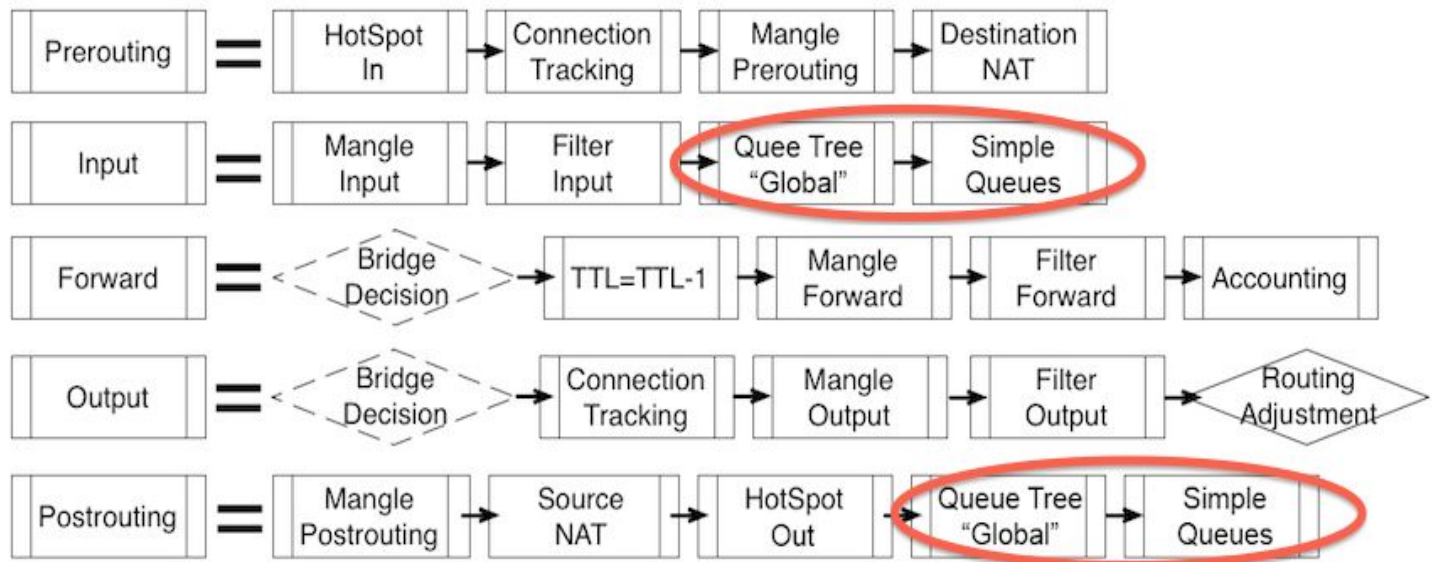 Prerouting
=
HotSpot
In
Connection
Tracking
Mangle
Prerouting
Destination
NAT
Input
=
Mangle
Input
Filter
Input
Quee Tree
“Global”
Simple
Queues
Forward
=
Bridge
Decision
TTL=TTL-1
Mangle
Forward
Filter
Forward
Accounting
Output
=
Bridge
Decision
Connection
Tracking
Mangle
Output
Filter
Output
Routing
Adjustment
Postrouting
=
Mangle
Postrouting
Source
NAT
HotSpot
Out
Queue Tree
“Global”
Simple
Queues